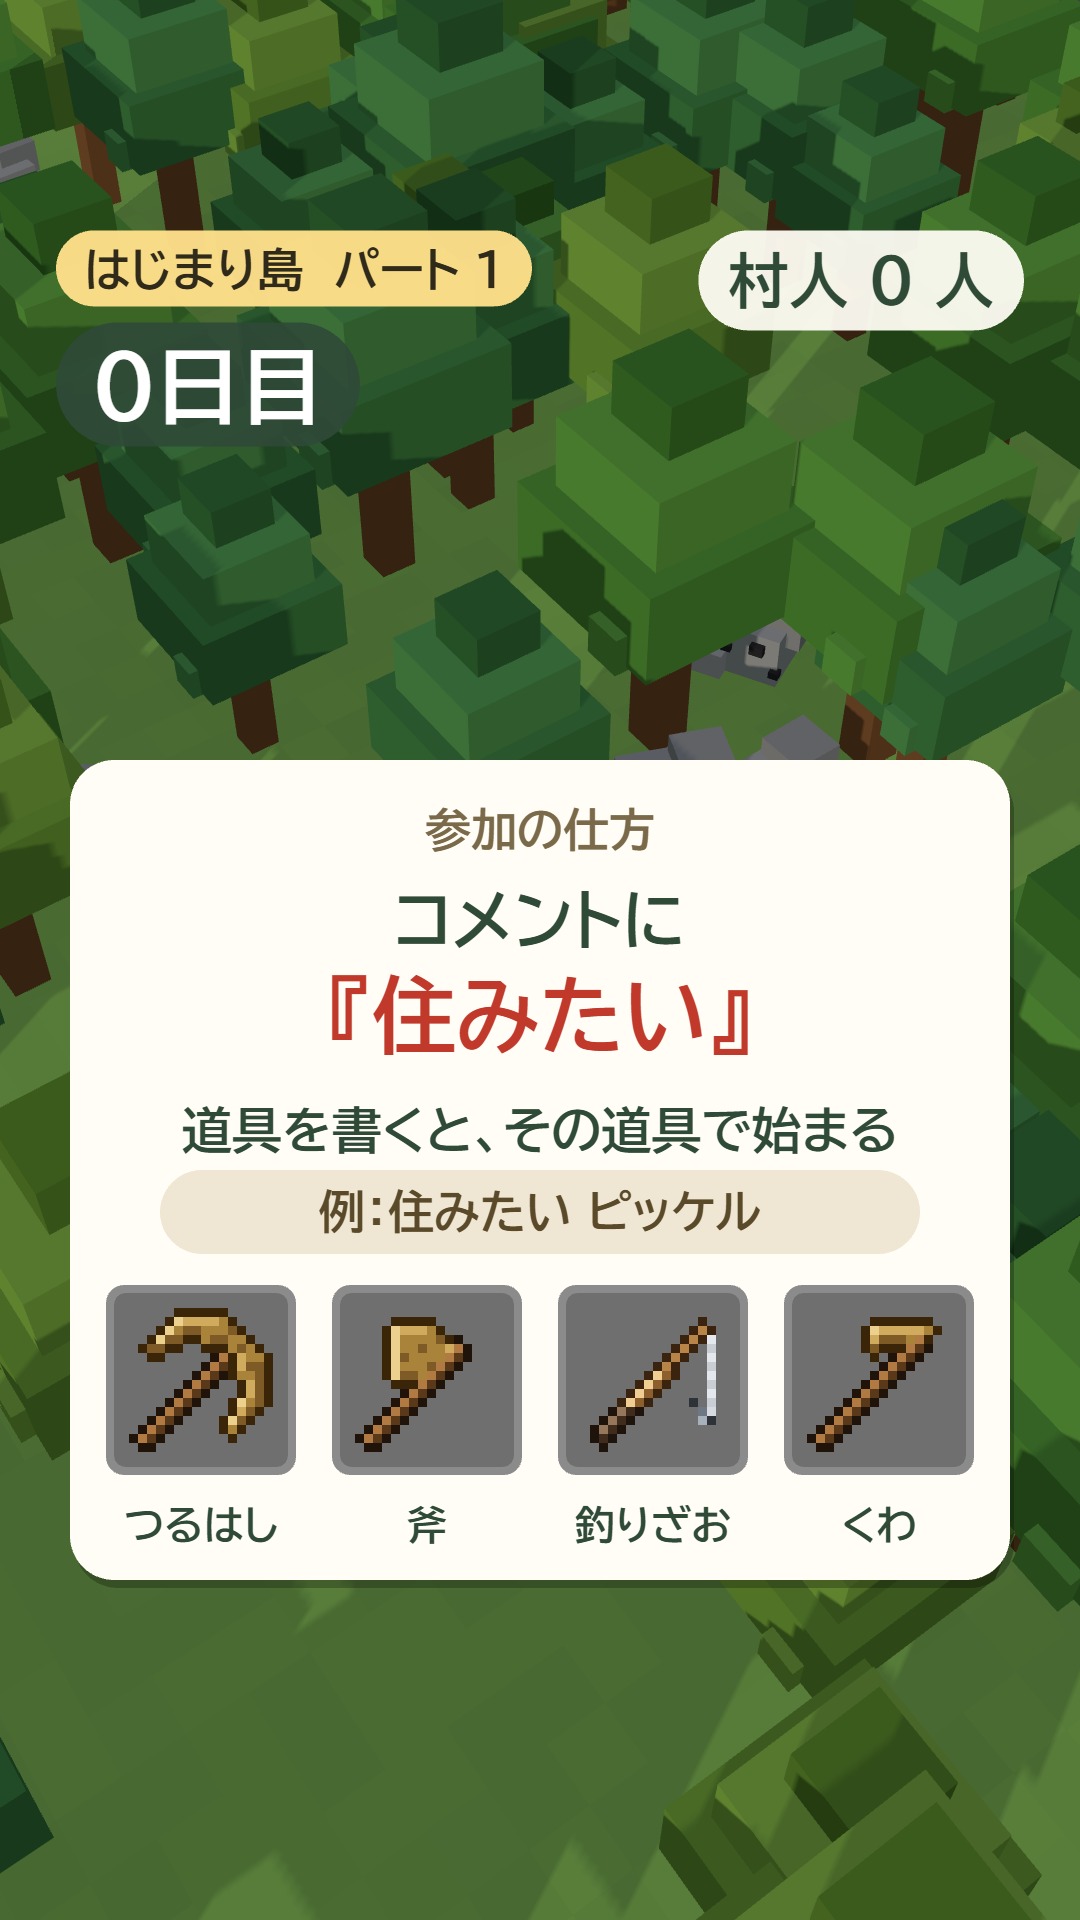 はじまり島 パート 1
村人 0 人
0日目
参加の仕方
コメントに
『住みたい』
道具を書くと、その道具で始まる
例：住みたい ピッケル
つるはし
斧
釣りざお
くわ